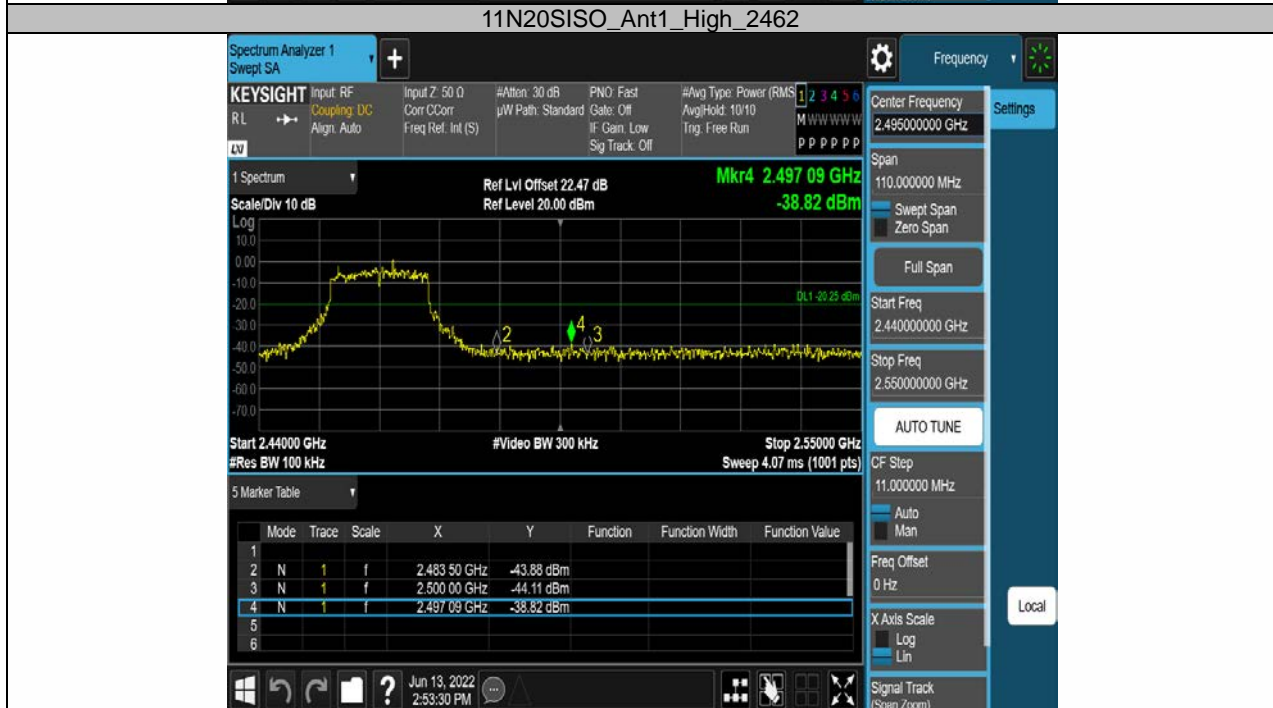 11N20SISO_Ant1_High_2462
Spectrum Analyzer 1
Swept SA
+
Frequency
KEYSIGHT
RL
Input: RF
Coupling: DC
Align: Auto
Input Z: 50 Ω
Corr CCorr
Freq Ref: Int (S)
#Atten: 30 dB
µW Path: Standard
PNO: Fast
Gate: Off
IF Gain: Low
Sig Track: Off
#Avg Type: Power (RMS
Avg|Hold: 10/10
Trig: Free Run
1 2 3 4 5 6
M W W W W W
P P P P P P
1 Spectrum
Scale/Div 10 dB
Ref Lvl Offset 22.47 dB
Ref Level 20.00 dBm
Mkr4 2.497 09 GHz
-38.82 dBm
Log
10.0
0.00
-10.0
-20.0
-30.0
-40.0
-50.0
-60.0
-70.0
DL1 -20.25 dBm
2
4
3
Start 2.44000 GHz
#Video BW 300 kHz
Stop 2.55000 GHz
#Res BW 100 kHz
Sweep 4.07 ms (1001 pts)
5 Marker Table
Mode Trace Scale X Y Function Function Width Function Value
1
2 N 1 f 2.483 50 GHz -43.88 dBm
3 N 1 f 2.500 00 GHz -44.11 dBm
4 N 1 f 2.497 09 GHz -38.82 dBm
5
6
Jun 13, 2022
2:53:30 PM
?
Center Frequency
2.495000000 GHz
Settings
Span
110.000000 MHz
Swept Span
Zero Span
Full Span
Start Freq
2.440000000 GHz
Stop Freq
2.550000000 GHz
AUTO TUNE
CF Step
11.000000 MHz
Auto
Man
Freq Offset
0 Hz
X Axis Scale
Log
Lin
Local
Signal Track
(Span Zoom)